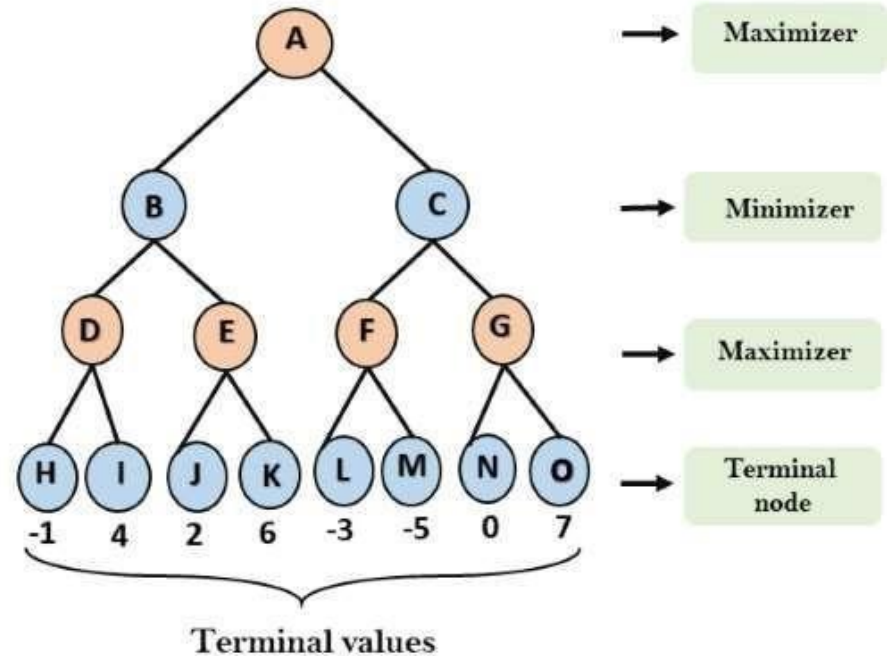 A
Maximizer
B
C
Minimizer
D
E
F
G
Maximizer
H
I
J
K
L
M
N
O
Terminal
node
-1
4
2
6
-3
-5
0
7
Terminal values